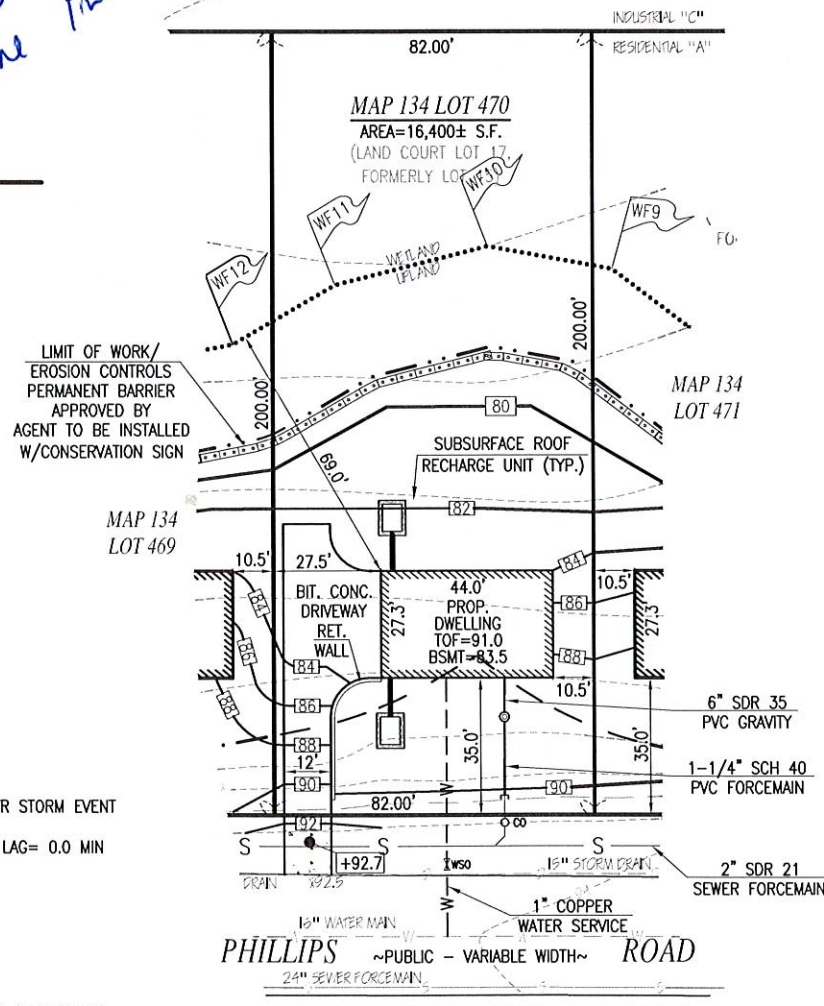 INDUSTRIAL "C"
RESIDENTIAL "A"
82.00'
MAP 134 LOT 470
AREA=16,400± S.F.
(LAND COURT LOT 17
FORMERLY
WF10
WF11
WF9
WF12
WETLAND
UPLAND
LIMIT OF WORK/
EROSION CONTROLS
PERMANENT BARRIER
APPROVED BY
AGENT TO BE INSTALLED
W/CONSERVATION SIGN
200.00'
200.00'
MAP 134
LOT 471
80
69.0'
SUBSURFACE ROOF
RECHARGE UNIT (TYP.)
82
MAP 134
LOT 469
10.5'
27.5'
84
10.5'
BIT. CONC.
DRIVEWAY
RET.
WALL
27.3'
44.0'
PROP.
DWELLING
TOF=91.0
BSMT=83.5
27.3'
84
86
88
84
86
88
86
88
10.5'
35.0'
35.0'
6" SDR 35
PVC GRAVITY
1-1/4" SCH 40
PVC FORCEMAIN
12'
90
82.00'
90
92
CO
R STORM EVENT
LAG= 0.0 MIN
S
S
S
+92.7
WSO
15" STORM DRAIN
2" SDR 21
SEWER FORCEMAIN
DRAIN
x92.5
W
W
1" COPPER
WATER SERVICE
16" WATER MAIN
PHILLIPS ~PUBLIC - VARIABLE WIDTH~ ROAD
24" SEWER FORCEMAIN
S
S